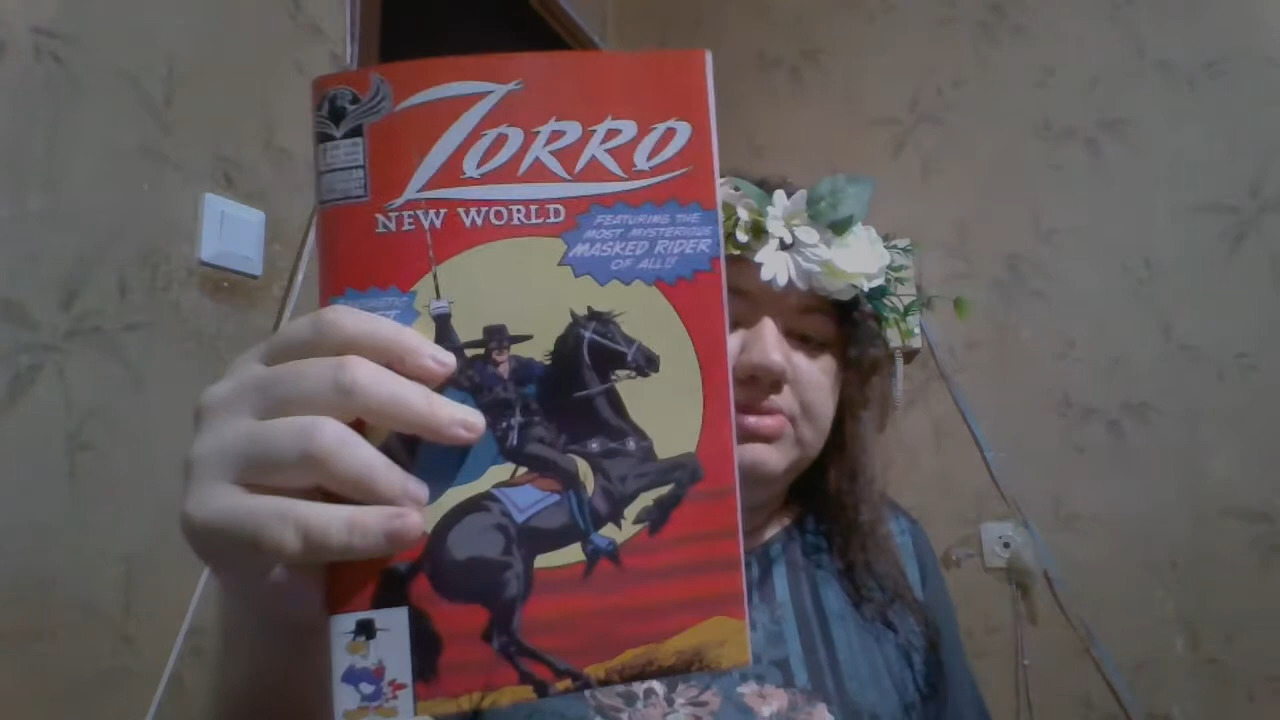 ZORRO
NEW WORLD
FEATURING THE
MOST MYSTERIOUS
MASKED RIDER
OF ALL!!